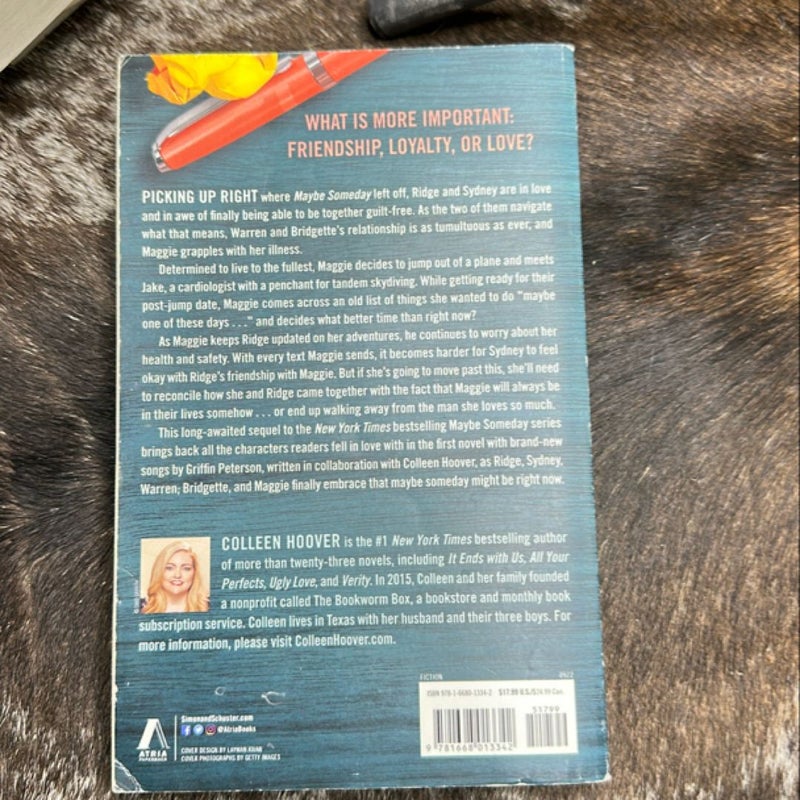 WHAT IS MORE IMPORTANT:
FRIENDSHIP, LOYALTY, OR LOVE?
PICKING UP RIGHT where Maybe Someday left off, Ridge and Sydney are in love
and in awe of finally being able to be together guilt-free. As the two of them navigate
what that means, Warren and Bridgette's relationship is as tumultuous as ever, and
Maggie grapples with her illness.
Determined to live to the fullest, Maggie decides to jump out of a plane and meets
Jake, a cardiologist with a penchant for tandem skydiving. While getting ready for their
post-jump date, Maggie comes across an old list of things she wanted to do "maybe
one of these days . . ." and decides what better time than right now?
As Maggie keeps Ridge updated on her adventures, he continues to worry about her
health and safety. With every text Maggie sends, it becomes harder for Sydney to feel
okay with Ridge's friendship with Maggie. But if she's going to move past this, she'll need
to reconcile how she and Ridge came together with the fact that Maggie will always be
in their lives somehow . . . or end up walking away from the man she loves so much.
This long-awaited sequel to the New York Times bestselling Maybe Someday series
brings back all the characters readers fell in love with in the first novel with brand-new
songs by Griffin Peterson, written in collaboration with Colleen Hoover, as Ridge, Sydney,
Warren, Bridgette, and Maggie finally embrace that maybe someday might be right now.
COLLEEN HOOVER is the #1 New York Times bestselling author
of more than twenty-three novels, including It Ends with Us, All Your
Perfects, Ugly Love, and Verity. In 2015, Colleen and her family founded
a nonprofit called The Bookworm Box, a bookstore and monthly book
subscription service. Colleen lives in Texas with her husband and their three boys. For
more information, please visit ColleenHoover.com.
FICTION 0922
ISBN 978-1-6680-1334-2 $17.99 U.S./$24.99 Can.
51799
9 781668 013342
ATRIA
PAPERBACK
SimonandSchuster.com
@AtriaBooks
COVER DESIGN BY LAYWAN KWAN
COVER PHOTOGRAPHS BY GETTY IMAGES